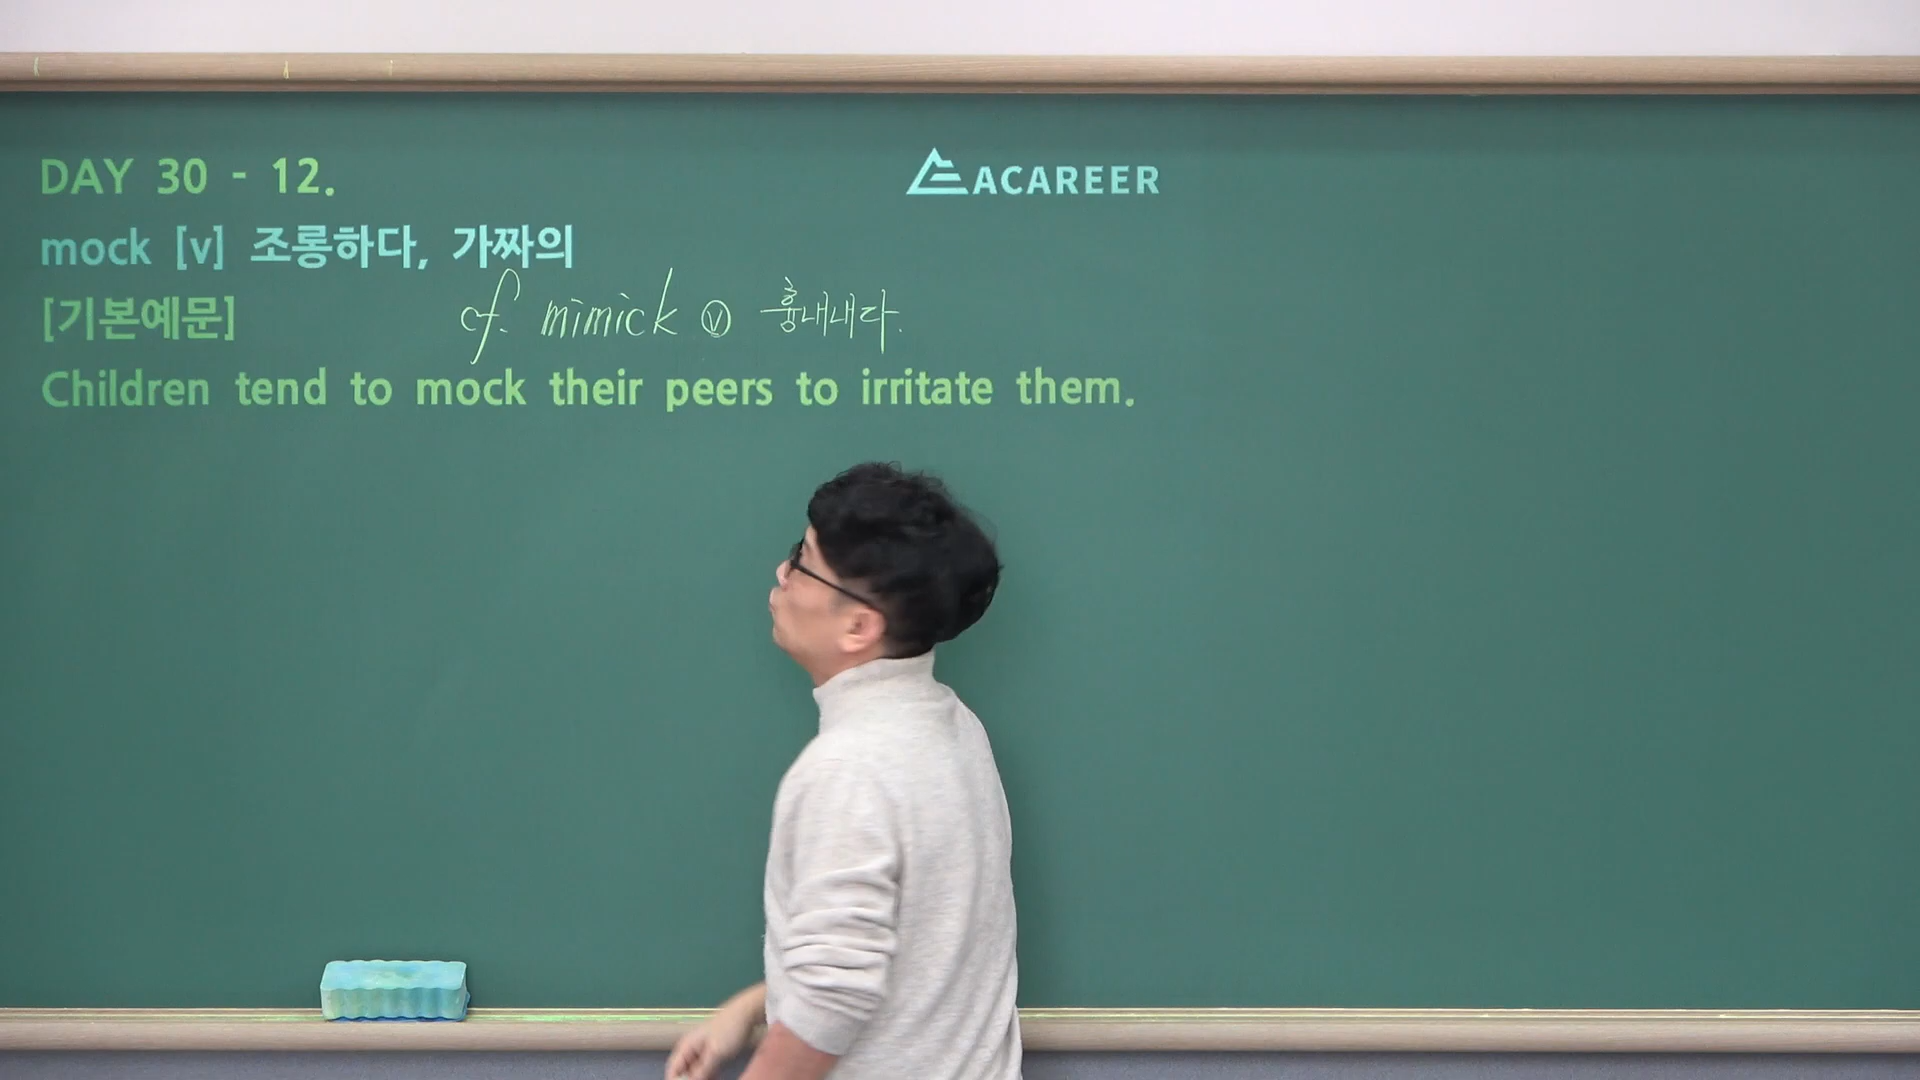 DAY 30 - 12.
ACAREER
mock [v] 조롱하다, 가짜의
[기본예문]
cf. mimick ⓥ 흉내내다.
Children tend to mock their peers to irritate them.